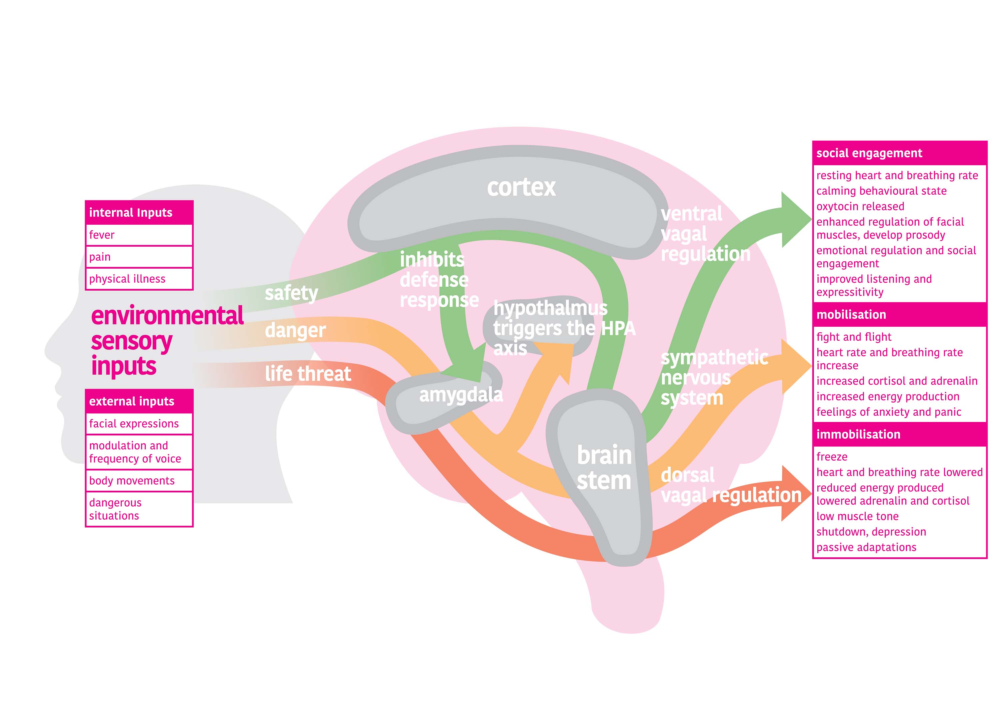 internal Inputs
fever
pain
physical illness
environmental
sensory
inputs
external inputs
facial expressions
modulation and
frequency of voice
body movements
dangerous
situations
safety
danger
life threat
cortex
inhibits
defense
response
hypothalmus
triggers the HPA
axis
amygdala
brain
stem
ventral
vagal
regulation
sympathetic
nervous
system
dorsal
vagal regulation
social engagement
resting heart and breathing rate
calming behavioural state
oxytocin released
enhanced regulation of facial
muscles, develop prosody
emotional regulation and social
engagement
improved listening and
expressitivity
mobilisation
fight and flight
heart rate and breathing rate
increase
increased cortisol and adrenalin
increased energy production
feelings of anxiety and panic
immobilisation
freeze
heart and breathing rate lowered
reduced energy produced
lowered adrenalin and cortisol
low muscle tone
shutdown, depression
passive adaptations